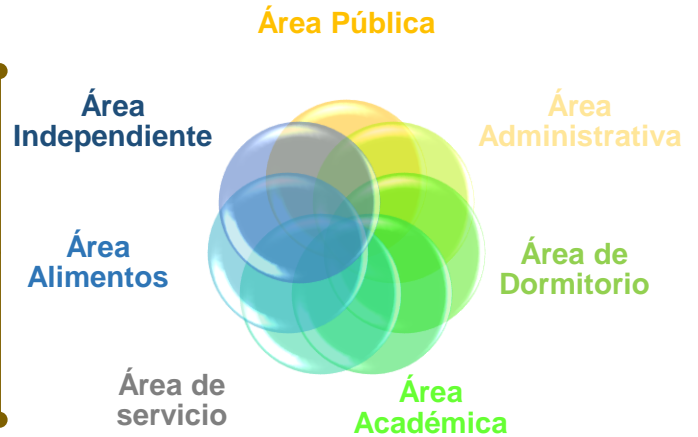 Área Pública
Área
Administrativa
Área de
Dormitorio
Área
Académica
Área de
servicio
Área
Alimentos
Área
Independiente